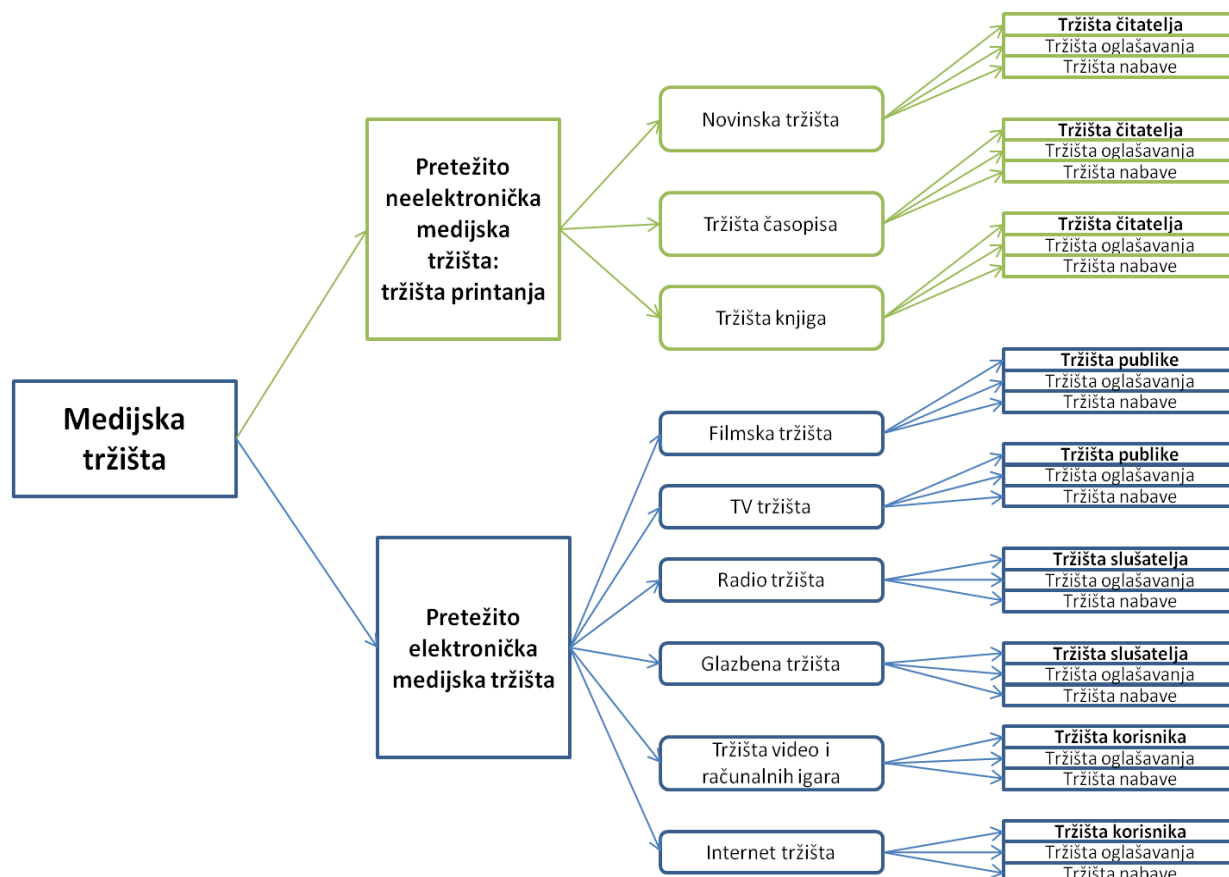 Medijska
tržišta
Pretežito
neelektronička
medijska
tržišta:
tržišta printanja
Novinska tržišta
Tržišta čitatelja
Tržišta oglašavanja
Tržišta nabave
Tržišta časopisa
Tržišta čitatelja
Tržišta oglašavanja
Tržišta nabave
Tržišta knjiga
Tržišta čitatelja
Tržišta oglašavanja
Tržišta nabave
Pretežito
elektronička
medijska tržišta
Filmska tržišta
Tržišta publike
Tržišta oglašavanja
Tržišta nabave
TV tržišta
Tržišta publike
Tržišta oglašavanja
Tržišta nabave
Radio tržišta
Tržišta slušatelja
Tržišta oglašavanja
Tržišta nabave
Glazbena tržišta
Tržišta slušatelja
Tržišta oglašavanja
Tržišta nabave
Tržišta video i
računalnih igara
Tržišta korisnika
Tržišta oglašavanja
Tržišta nabave
Internet tržišta
Tržišta korisnika
Tržišta oglašavanja
Tržišta nabave